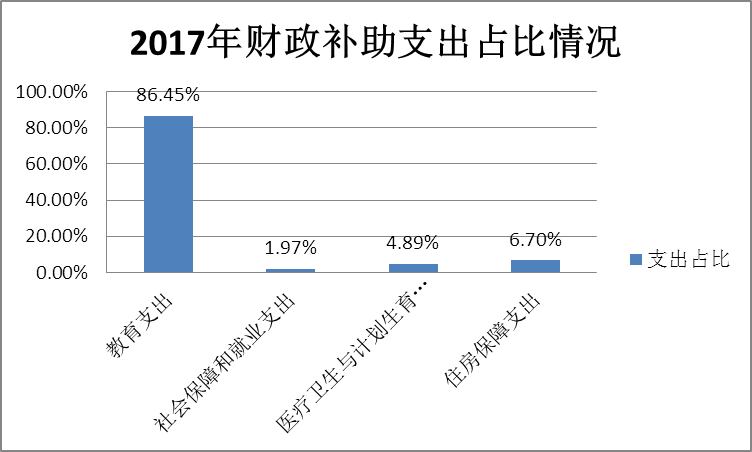 2017年财政补助支出占比情况
100.00%
80.00%
60.00%
40.00%
20.00%
0.00%
86.45%
1.97%
4.89%
6.70%
教育支出
社会保障和就业支出
医疗卫生与计划生育…
住房保障支出
支出占比